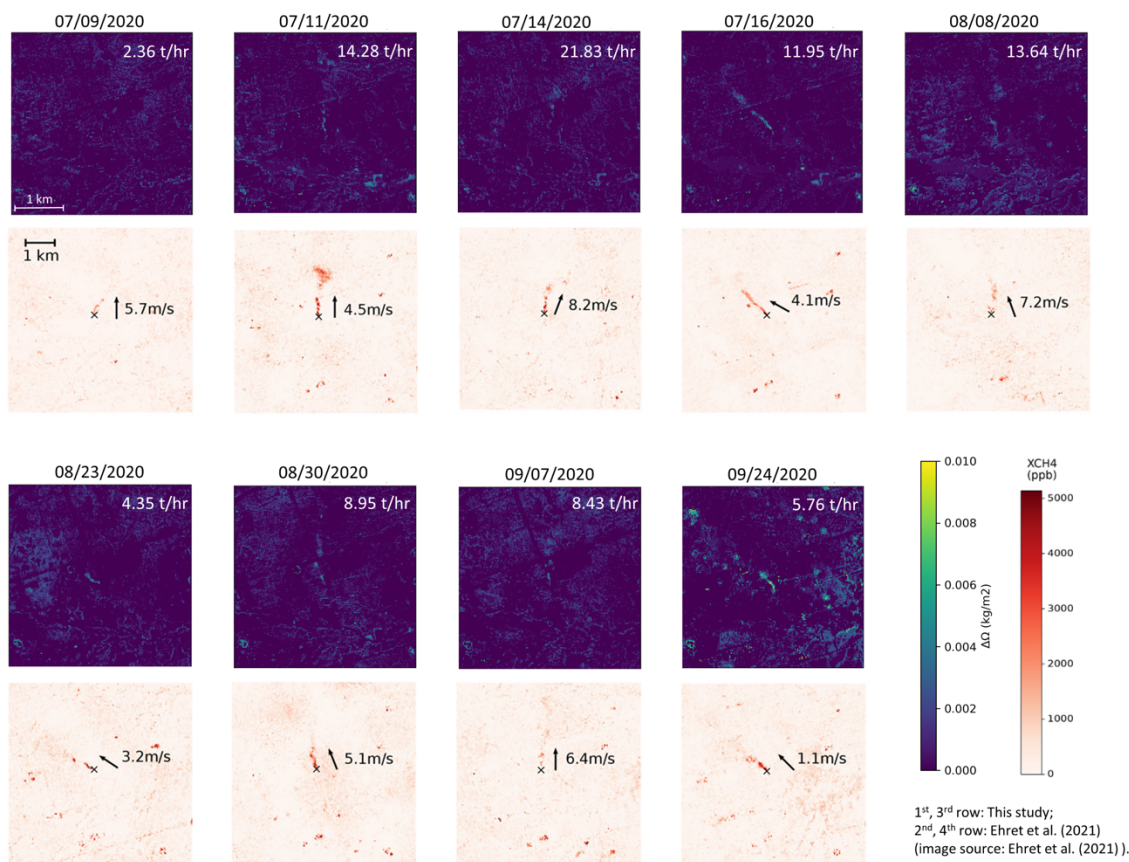 07/09/2020 07/11/2020 07/14/2020 07/16/2020 08/08/2020
2.36 t/hr 14.28 t/hr 21.83 t/hr 11.95 t/hr 13.64 t/hr
1 km
1 km
5.7m/s 4.5m/s 8.2m/s 4.1m/s 7.2m/s
08/23/2020 08/30/2020 09/07/2020 09/24/2020
4.35 t/hr 8.95 t/hr 8.43 t/hr 5.76 t/hr
3.2m/s 5.1m/s 6.4m/s 1.1m/s
0.010
0.008
0.006
0.004
0.002
0.000
ΔΩ (kg/m2)
XCH4
(ppb)
5000
4000
3000
2000
1000
0
1st, 3rd row: This study;
2nd, 4th row: Ehret et al. (2021)
(image source: Ehret et al. (2021) ).